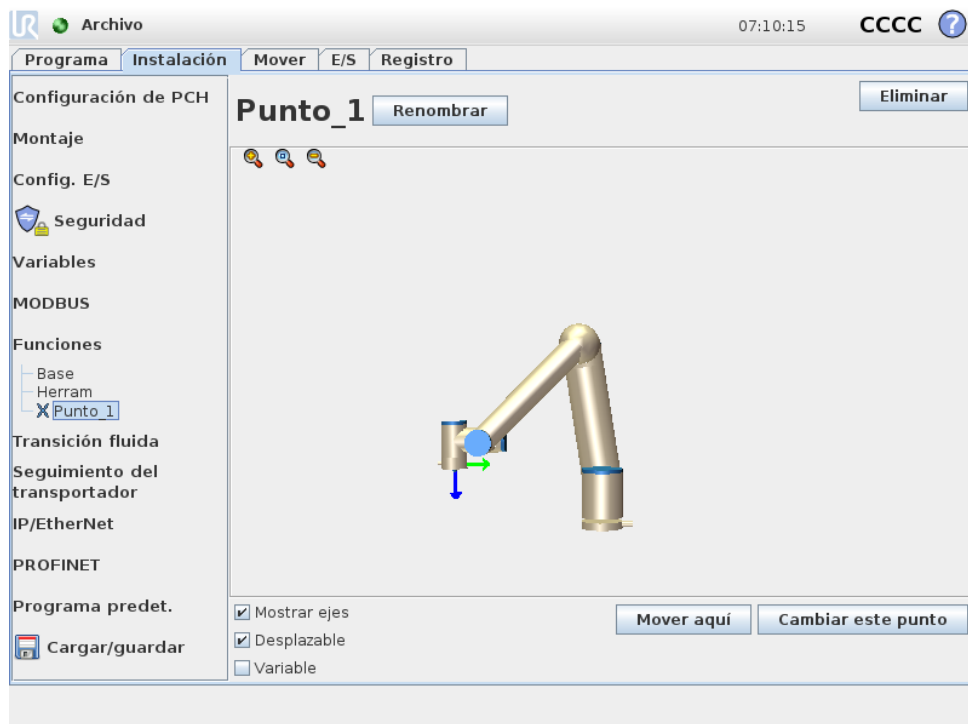 UR Archivo 07:10:15 CCCC ?
Programa Instalación Mover E/S Registro
Configuración de PCH
Montaje
Config. E/S
Seguridad
Variables
MODBUS
Funciones
Base
Herram
Punto_1
Transición fluida
Seguimiento del
transportador
IP/EtherNet
PROFINET
Programa predet.
Cargar/guardar
Punto_1 Renombrar Eliminar
Mostrar ejes
Desplazable
Variable
Mover aquí Cambiar este punto